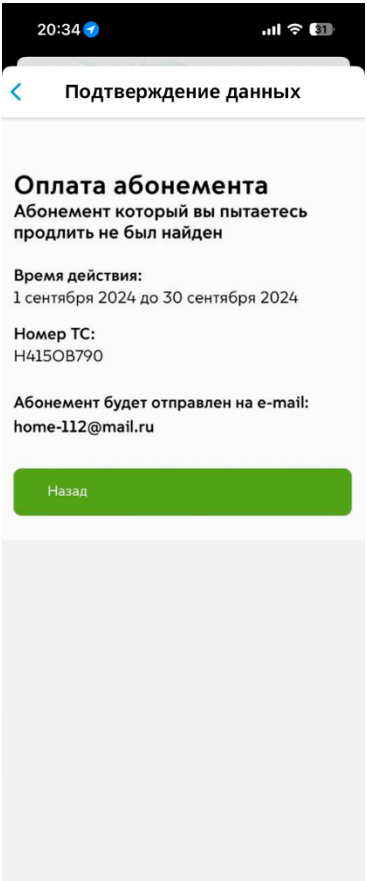 20:34
31
Подтверждение данных
Оплата абонемента
Абонемент который вы пытаетесь
продлить не был найден
Время действия:
1 сентября 2024 до 30 сентября 2024
Номер ТС:
Н415ОВ790
Абонемент будет отправлен на e-mail:
home-112@mail.ru
Назад